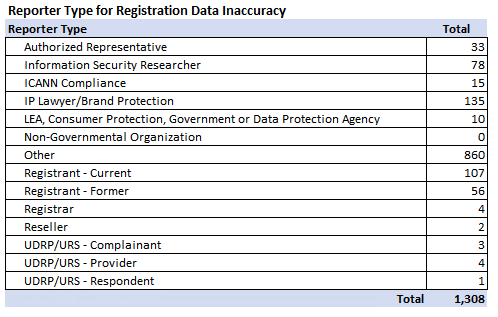 Reporter Type for Registration Data Inaccuracy
Reporter Type Total
Authorized Representative 33
Information Security Researcher 78
ICANN Compliance 15
IP Lawyer/Brand Protection 135
LEA, Consumer Protection, Government or Data Protection Agency 10
Non-Governmental Organization 0
Other 860
Registrant - Current 107
Registrant - Former 56
Registrar 4
Reseller 2
UDRP/URS - Complainant 3
UDRP/URS - Provider 4
UDRP/URS - Respondent 1
Total 1,308